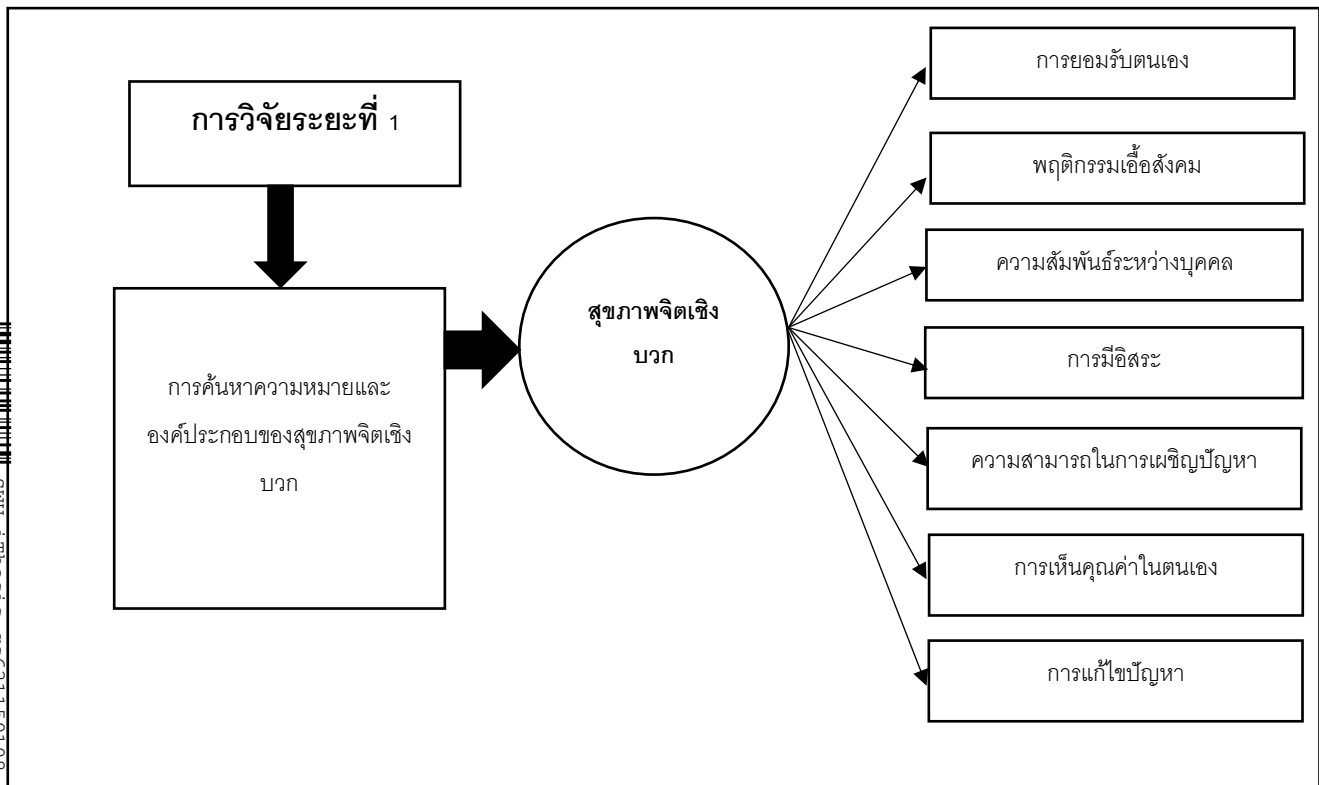 การวิจัยระยะที่ 1
การค้นหาความหมายและ
องค์ประกอบของสุขภาพจิตเชิง
บวก
สุขภาพจิตเชิง
บวก
การยอมรับตนเอง
พฤติกรรมเอื้อสังคม
ความสัมพันธ์ระหว่างบุคคล
การมีอิสระ
ความสามารถในการเผชิญปัญหา
การเห็นคุณค่าในตนเอง
การแก้ไขปัญหา